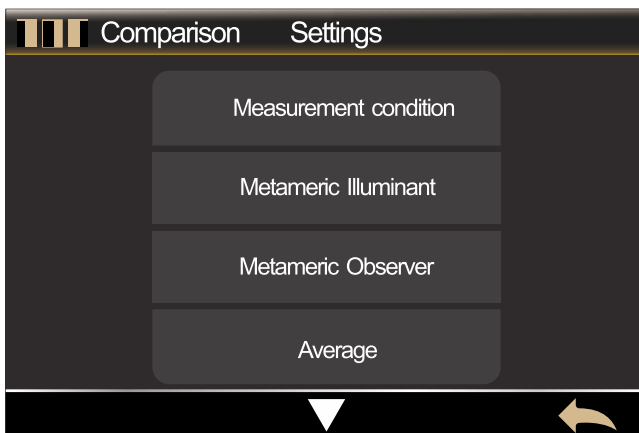 Comparison Settings
Measurement condition
Metameric Illuminant
Metameric Observer
Average